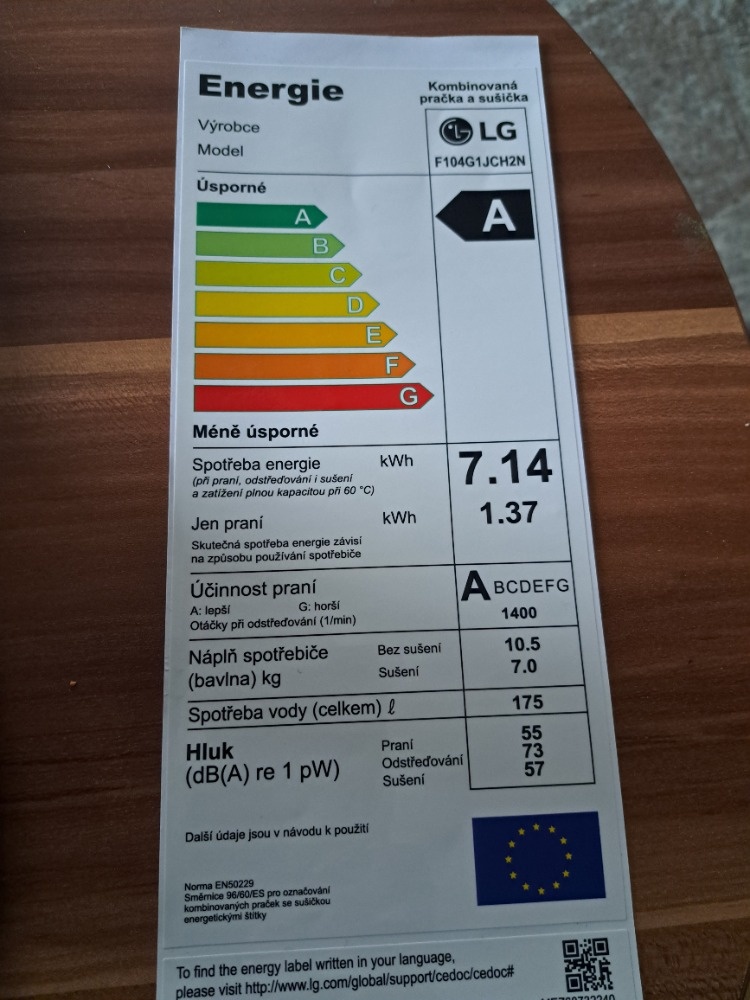 Energie
Kombinovaná
pračka a sušička
Výrobce
LG
Model
F104G1JCH2N
Úsporné
A
A
B
C
D
E
F
G
Méně úsporné
Spotřeba energie kWh 7.14
(při praní, odstřeďování i sušení
a zatížení plnou kapacitou při 60 °C)
Jen praní kWh 1.37
Skutečná spotřeba energie závisí
na způsobu používání spotřebiče
Účinnost praní ABCDEFG
A: lepší G: horší
Otáčky při odstřeďování (1/min) 1400
Náplň spotřebiče Bez sušení 10.5
(bavlna) kg Sušení 7.0
Spotřeba vody (celkem) ℓ 175
Hluk Praní 55
(dB(A) re 1 pW) Odstřeďování 73
Sušení 57
Další údaje jsou v návodu k použití
Norma EN50229
Směrnice 96/60/ES pro označování
kombinovaných praček se sušičkou
energetickými štítky
To find the energy label written in your language,
please visit http://www.lg.com/global/support/cedoc/cedoc#